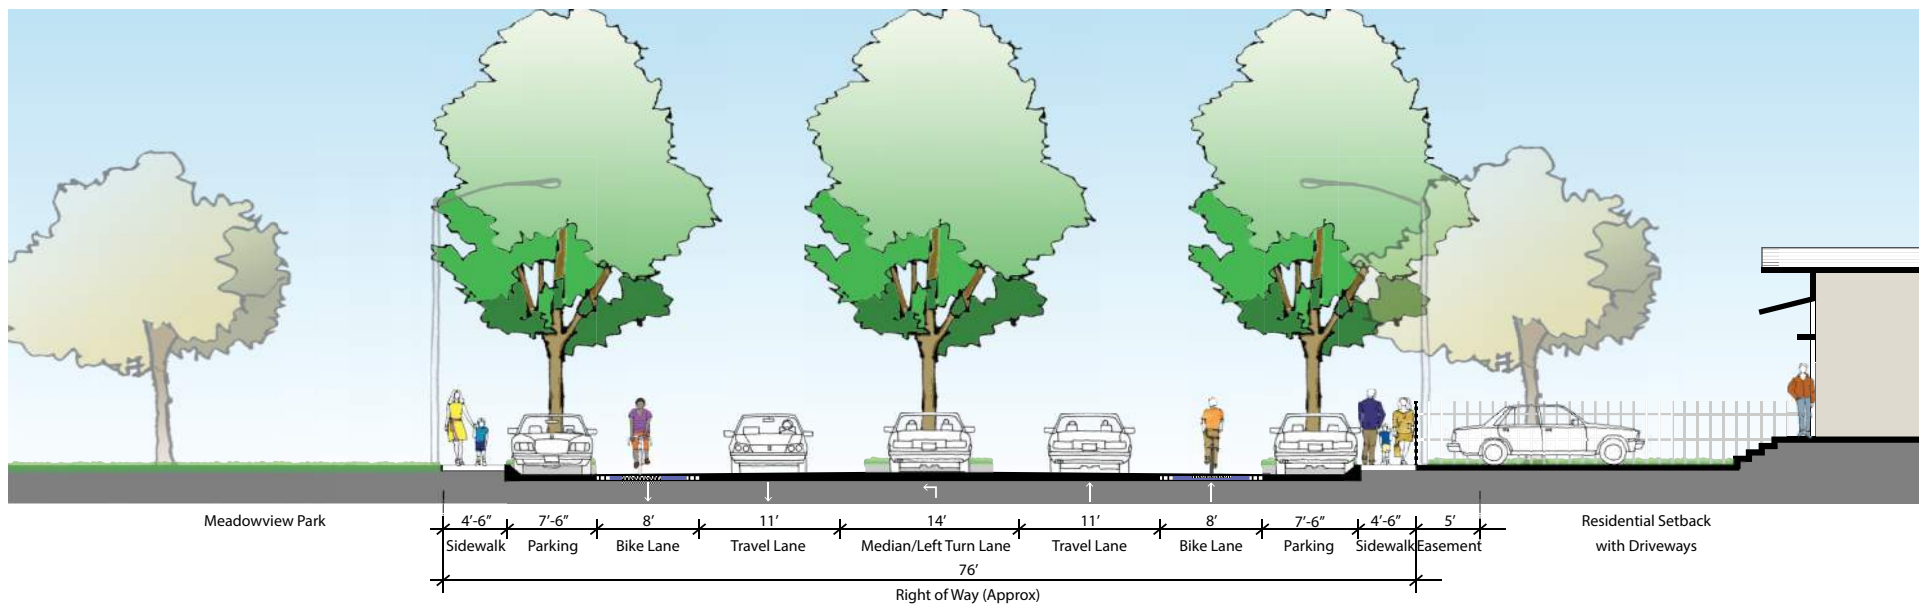 Meadowview Park
4'-6" 7'-6" 8' 11' 14' 11' 8' 7'-6" 4'-6" 5'
Sidewalk Parking Bike Lane Travel Lane Median/Left Turn Lane Travel Lane Bike Lane Parking Sidewalk Easement
Residential Setback
with Driveways
76'
Right of Way (Approx)